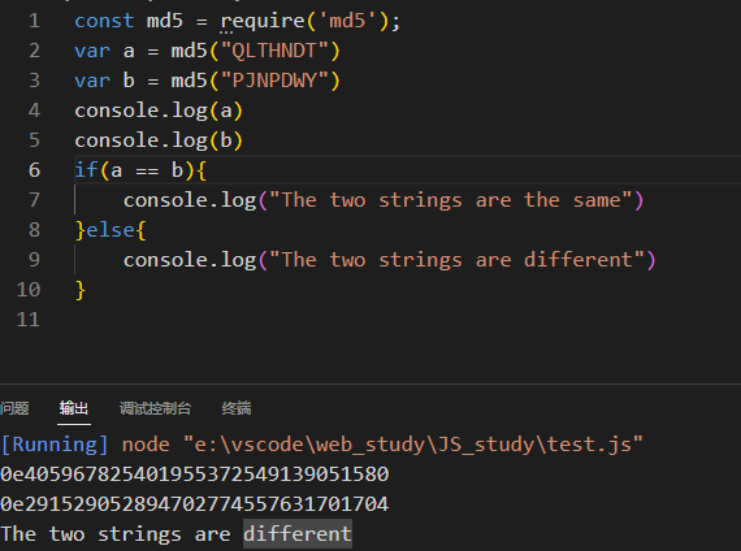 1 const md5 = require('md5');
2 var a = md5("QLTHNDT")
3 var b = md5("PJNPDWY")
4 console.log(a)
5 console.log(b)
6 if(a == b){
7 console.log("The two strings are the same")
8 }else{
9 console.log("The two strings are different")
10 }
11
问题 输出 调试控制台 终端
[Running] node "e:\vscode\web_study\JS_study\test.js"
0e405967825401955372549139051580
0e291529052894702774557631701704
The two strings are different